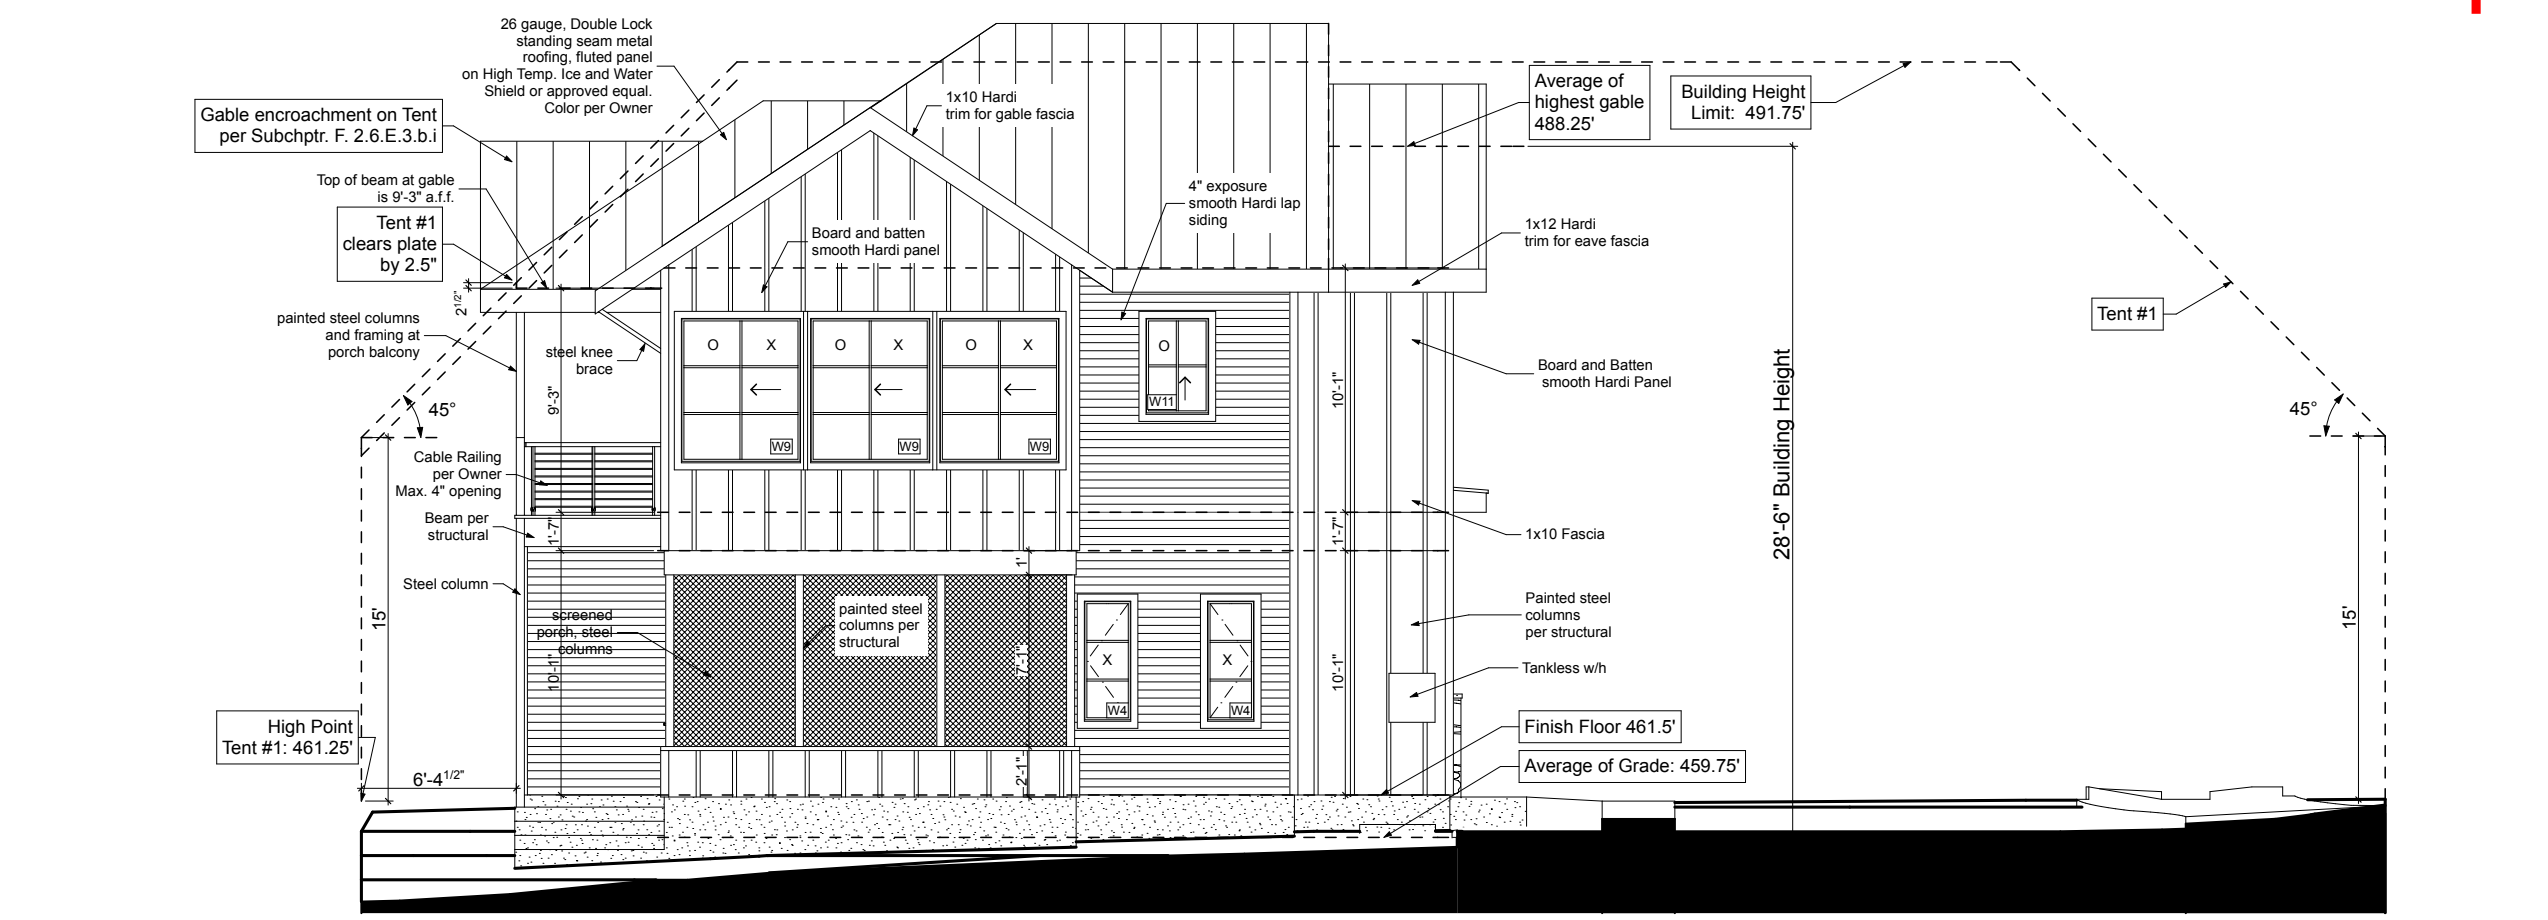 26 gauge, Double Lock
standing seam metal
roofing, fluted panel
on High Temp. Ice and Water
Shield or approved equal.
Color per Owner
Gable encroachment on Tent
per Subchptr. F. 2.6.E.3.b.i
1x10 Hardi
trim for gable fascia
Average of
highest gable
488.25'
Building Height
Limit: 491.75'
Top of beam at gable
is 9'-3" a.f.f.
Tent #1
clears plate
by 2.5"
4" exposure
smooth Hardi lap
siding
Board and batten
smooth Hardi panel
1x12 Hardi
trim for eave fascia
2 1/2"
painted steel columns
and framing at
porch balcony
steel knee
brace
Tent #1
O X
O X
O X
O
W11
W9
W9
W9
9'-3"
10'-1"
28'-6" Building Height
Board and Batten
smooth Hardi Panel
45°
45°
Cable Railing
per Owner
Max. 4" opening
Beam per
structural
1'-7"
1'-7"
1x10 Fascia
1'
Steel column
15'
15'
screened
porch, steel
columns
painted steel
columns per
structural
Painted steel
columns
per structural
10'-1"
7'-1"
10'-1"
X
X
W4
W4
Tankless w/h
High Point
Tent #1: 461.25'
Finish Floor 461.5'
6'-4 1/2"
2'-1"
Average of Grade: 459.75'